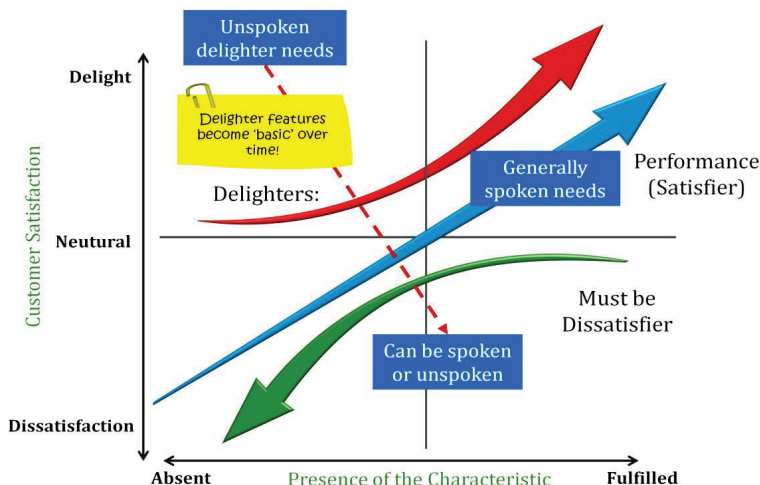 Unspoken
delighter needs
Delight
Delighter features
become 'basic' over
time!
Delighters:
Generally
spoken needs
Performance
(Satisfier)
Customer Satisfaction
Neutural
Must be
Dissatisfier
Can be spoken
or unspoken
Dissatisfaction
Absent
Presence of the Characteristic
Fulfilled